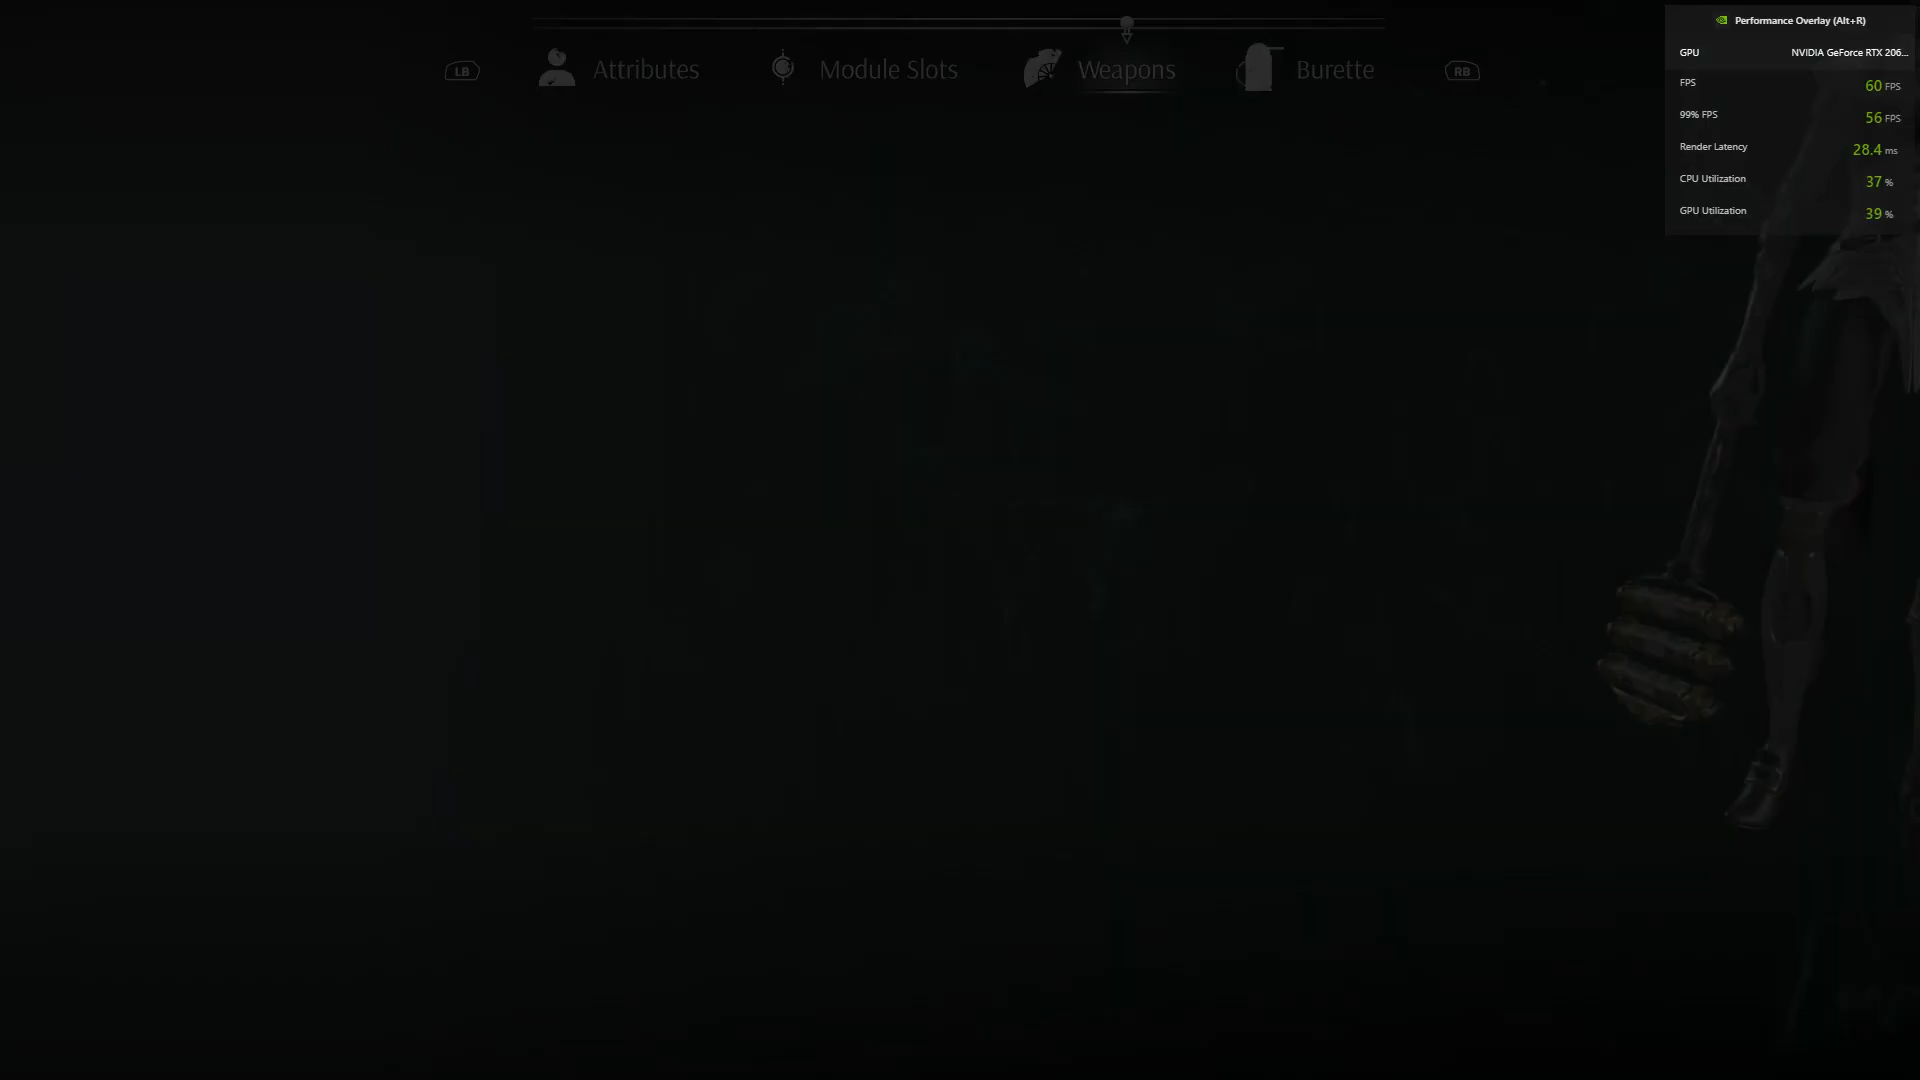 LB Attributes Module Slots Weapons Burette RB
Performance Overlay (Alt+R)
GPU NVIDIA GeForce RTX 206...
FPS 60 FPS
99% FPS 56 FPS
Render Latency 28.4 ms
CPU Utilization 37 %
GPU Utilization 39 %